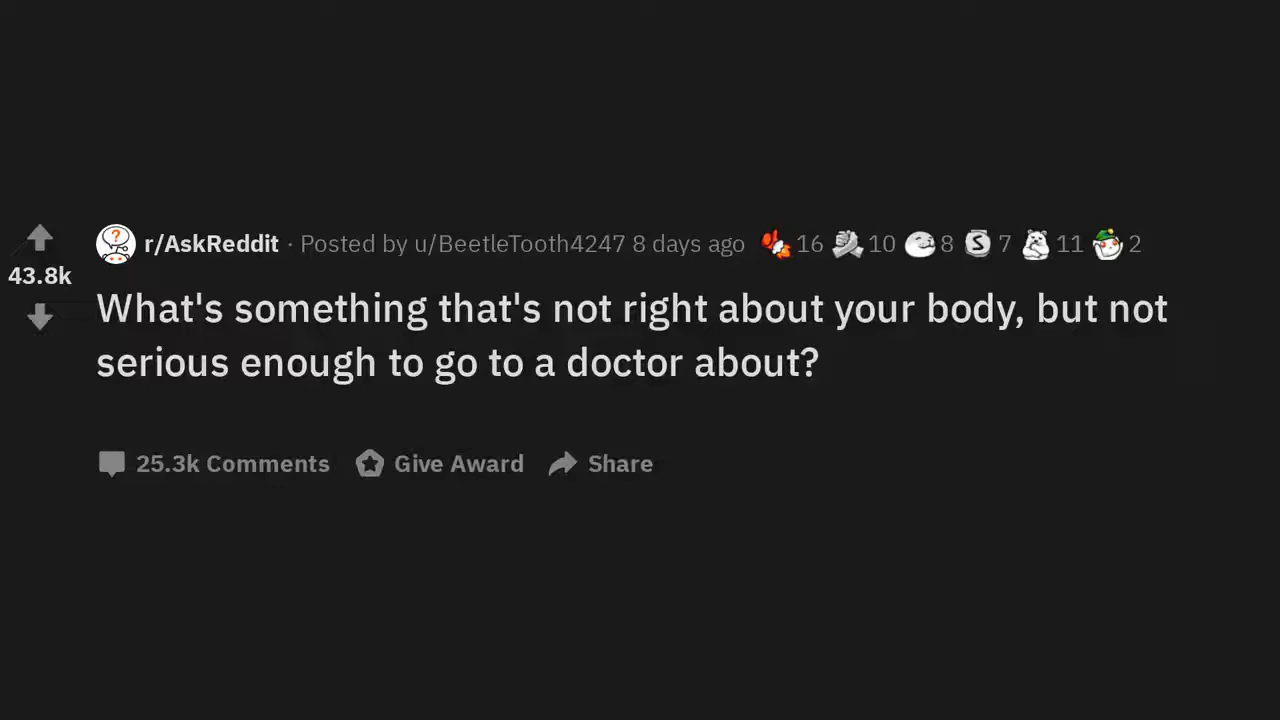 r/AskReddit · Posted by u/BeetleTooth4247 8 days ago 16 10 8 S 7 11 2
43.8k
What's something that's not right about your body, but not
serious enough to go to a doctor about?
25.3k Comments Give Award Share